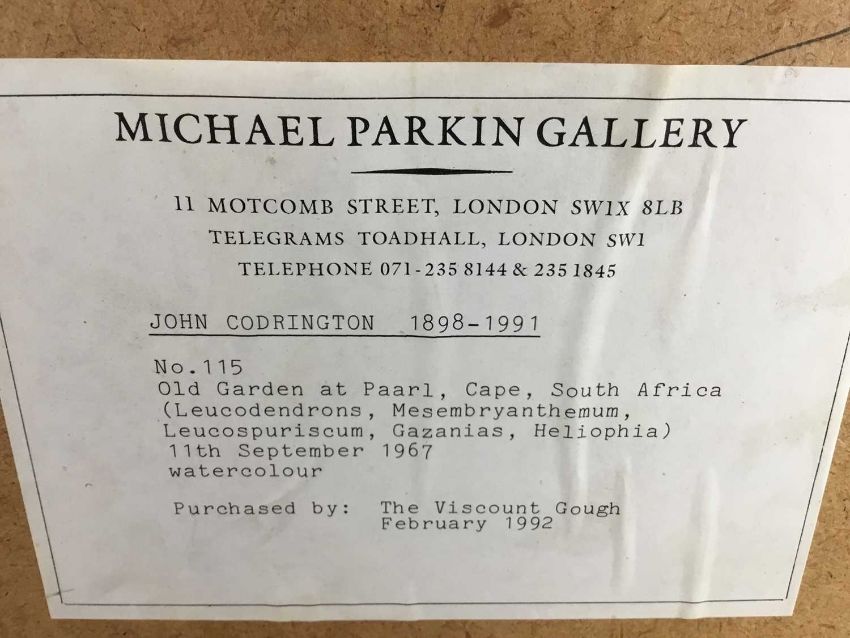 MICHAEL PARKIN GALLERY
11 MOTCOMB STREET, LONDON SW1X 8LB
TELEGRAMS TOADHALL, LONDON SW1
TELEPHONE 071-235 8144 & 235 1845
JOHN CODRINGTON 1898-1991
No.115
Old Garden at Paarl, Cape, South Africa
(Leucodendrons, Mesembryanthemum,
Leucospuriscum, Gazanias, Heliophia)
11th September 1967
watercolour
Purchased by: The Viscount Gough
February 1992